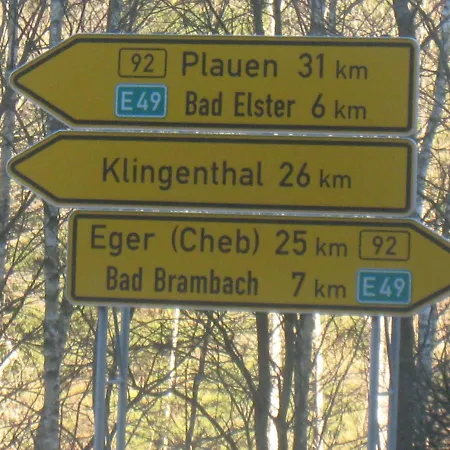 92 Plauen 31 km
E49 Bad Elster 6 km
Klingenthal 26 km
Eger (Cheb) 25 km 92
Bad Brambach 7 km E49